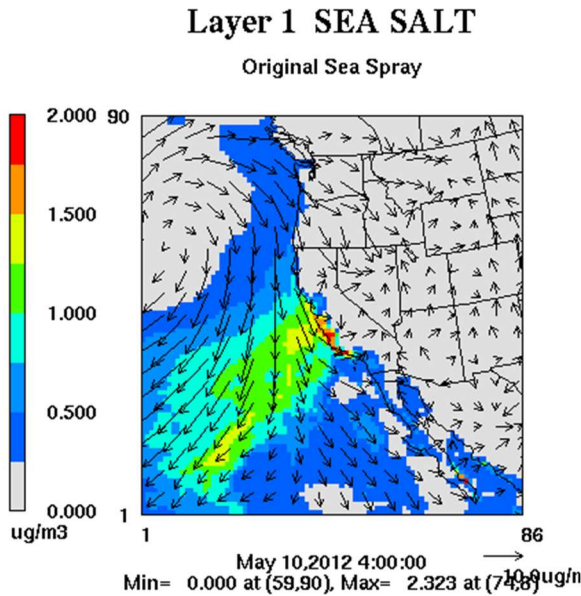 Layer 1 SEA SALT
Original Sea Spray
2.000
1.500
1.000
0.500
0.000
ug/m3
90
1
1
86
May 10,2012 4:00:00
Min= 0.000 at (59,90), Max= 2.323 at (74,8)